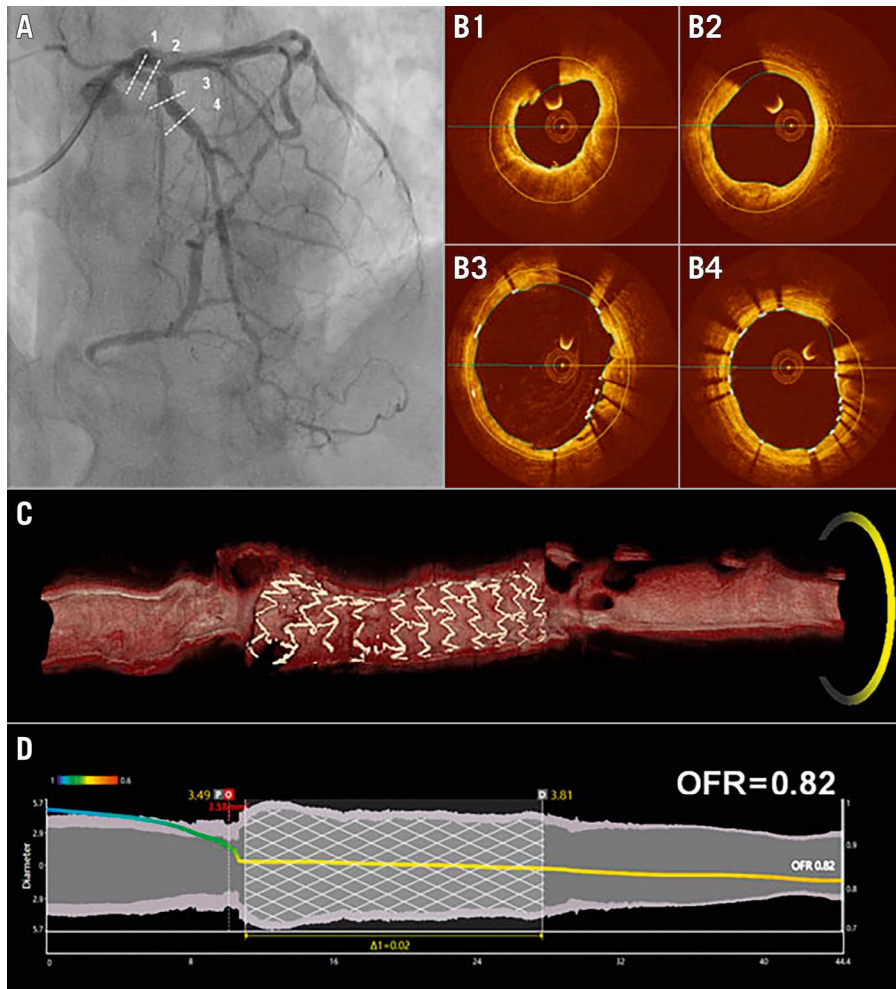 A
1
2
3
4
B1
B2
B3
B4
C
D
OFR=0.82
1
0.6
3.49 P O
D 3.81
3.58mm
5.7
2.9
0
2.9
5.7
Diameter
1
0.9
0.8
0.7
OFR 0.82
Δ1=0.02
0
8
16
24
32
40
44.4